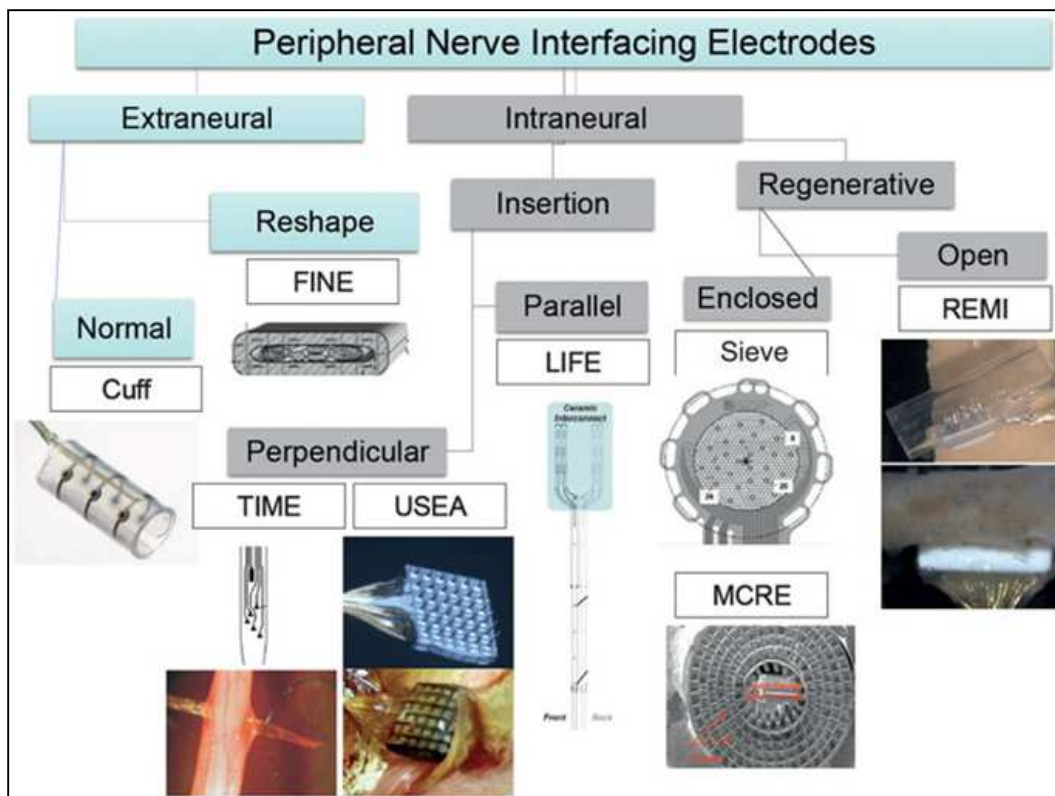 Peripheral Nerve Interfacing Electrodes
Extraneural
Intraneural
Reshape
Insertion
Regenerative
FINE
Open
Normal
Parallel
Enclosed
REMI
Cuff
LIFE
Sieve
Ceramic
Interconnect
Perpendicular
TIME
USEA
MCRE
Front
Back